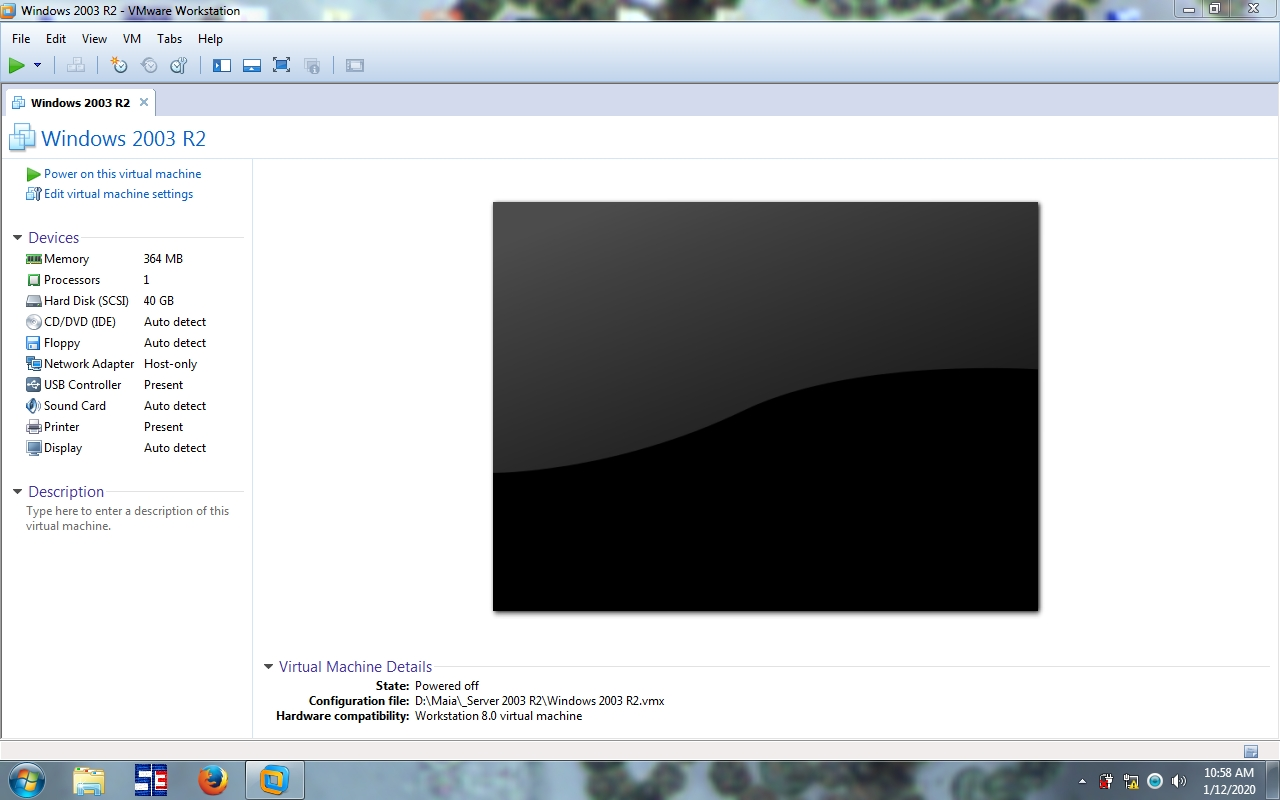 Windows 2003 R2 - VMware Workstation
File Edit View VM Tabs Help
Windows 2003 R2
Windows 2003 R2
Power on this virtual machine
Edit virtual machine settings
Devices
Memory 364 MB
Processors 1
Hard Disk (SCSI) 40 GB
CD/DVD (IDE) Auto detect
Floppy Auto detect
Network Adapter Host-only
USB Controller Present
Sound Card Auto detect
Printer Present
Display Auto detect
Description
Type here to enter a description of this
virtual machine.
Virtual Machine Details
State: Powered off
Configuration file: D:\Maia\_Server 2003 R2\Windows 2003 R2.vmx
Hardware compatibility: Workstation 8.0 virtual machine
SE
10:58 AM
1/12/2020